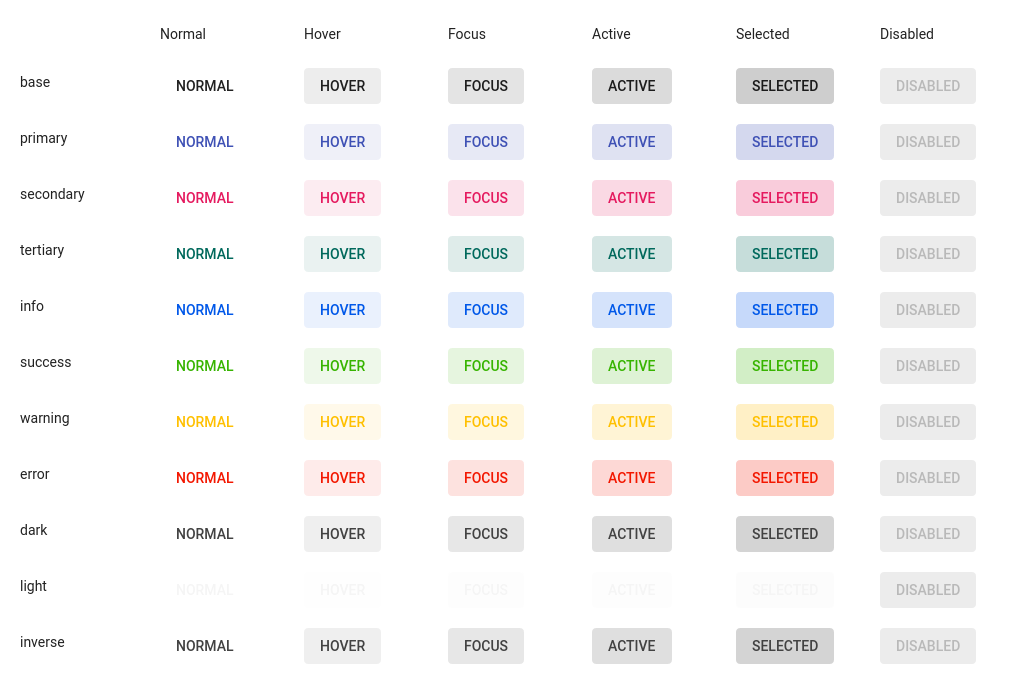 Normal Hover Focus Active Selected Disabled
base NORMAL HOVER FOCUS ACTIVE SELECTED DISABLED
primary NORMAL HOVER FOCUS ACTIVE SELECTED DISABLED
secondary NORMAL HOVER FOCUS ACTIVE SELECTED DISABLED
tertiary NORMAL HOVER FOCUS ACTIVE SELECTED DISABLED
info NORMAL HOVER FOCUS ACTIVE SELECTED DISABLED
success NORMAL HOVER FOCUS ACTIVE SELECTED DISABLED
warning NORMAL HOVER FOCUS ACTIVE SELECTED DISABLED
error NORMAL HOVER FOCUS ACTIVE SELECTED DISABLED
dark NORMAL HOVER FOCUS ACTIVE SELECTED DISABLED
light NORMAL HOVER FOCUS ACTIVE SELECTED DISABLED
inverse NORMAL HOVER FOCUS ACTIVE SELECTED DISABLED